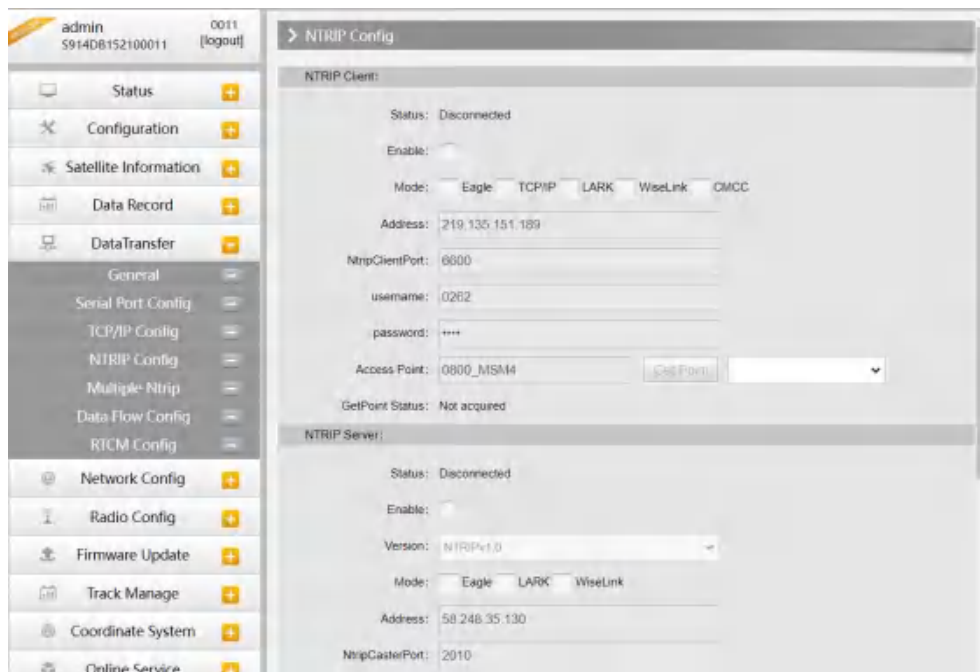 admin 0011
S914DB152100011 [logout]
Status
Configuration
Satellite Information
Data Record
DataTransfer
General
Serial Port Config
TCP/IP Config
NTRIP Config
Multiple Ntrip
Data Flow Config
RTCM Config
Network Config
Radio Config
Firmware Update
Track Manage
Coordinate System
Online Service
NTRIP Config
NTRIP Client:
Status: Disconnected
Enable:
Mode: Eagle TCP/IP LARK WiseLink CMCC
Address: 219.135.151.189
NtripClientPort: 6600
username: 0262
password: ••••
Access Point: 0800_MSM4 Get Point
GetPoint Status: Not acquired
NTRIP Server:
Status: Disconnected
Enable:
Version: NTRIPv1.0
Mode: Eagle LARK WiseLink
Address: 58.248.35.130
NtripCasterPort: 2010